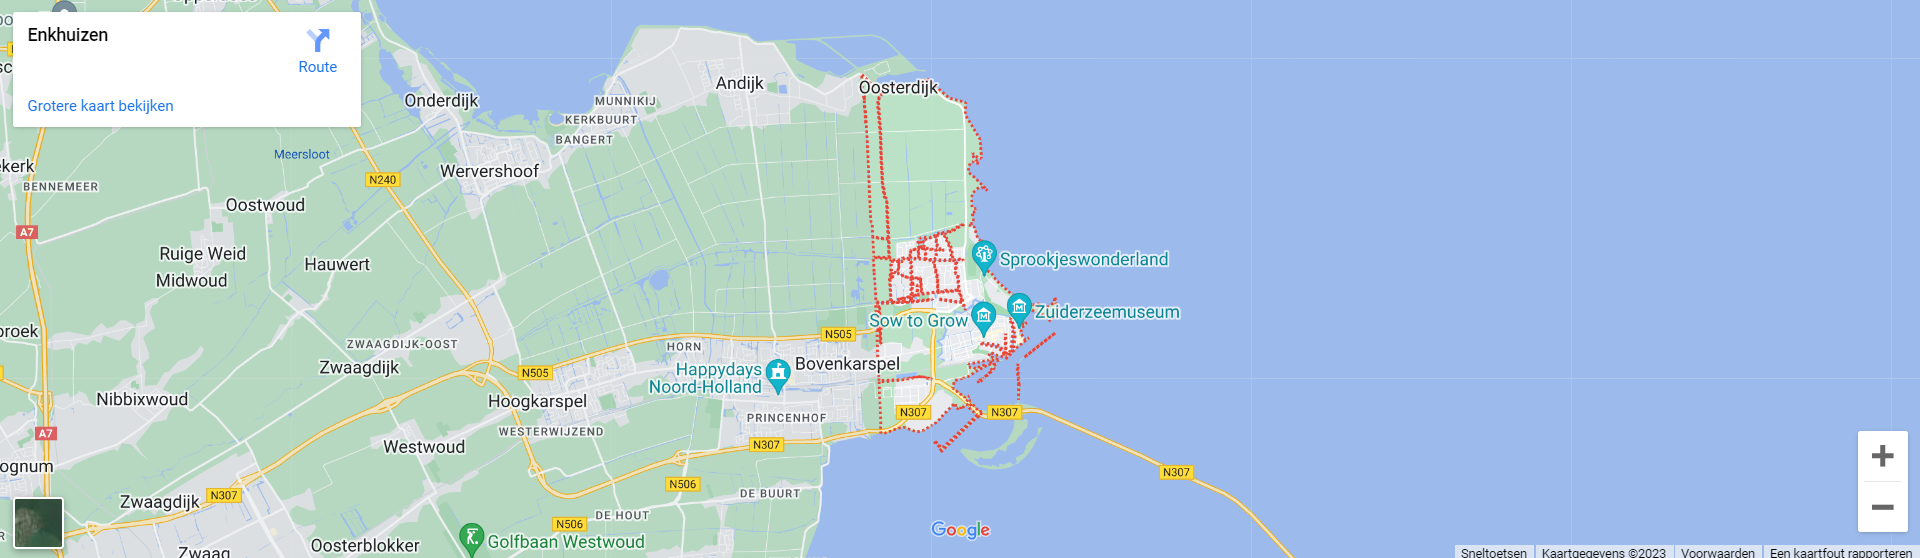 Enkhuizen
Route
Grotere kaart bekijken
Onderdijk
MUNNIKIJ
KERKBUURT
BANGERT
Andijk
Oosterdijk
Meersloot
ekerk
BENNEMEER
N240
Wervershoof
Oostwoud
A7
Ruige Weid
Midwoud
Hauwert
Sprookjeswonderland
Zuiderzeemuseum
Sow to Grow
broek
ZWAAGDIJK-OOST
Zwaagdijk
HORN
N505
N505
Happydays
Noord-Holland
Bovenkarspel
Nibbixwoud
Hoogkarspel
PRINCENHOF
N307
N307
A7
WESTERWIJZEND
Westwoud
N307
ognum
N307
N506
DE BUURT
Zwaagdijk
N307
DE HOUT
N506
Golfbaan Westwoud
Oosterblokker
Zwaag
Google
Sneltoetsen
Kaartgegevens ©2023
Voorwaarden
Een kaartfout rapporteren